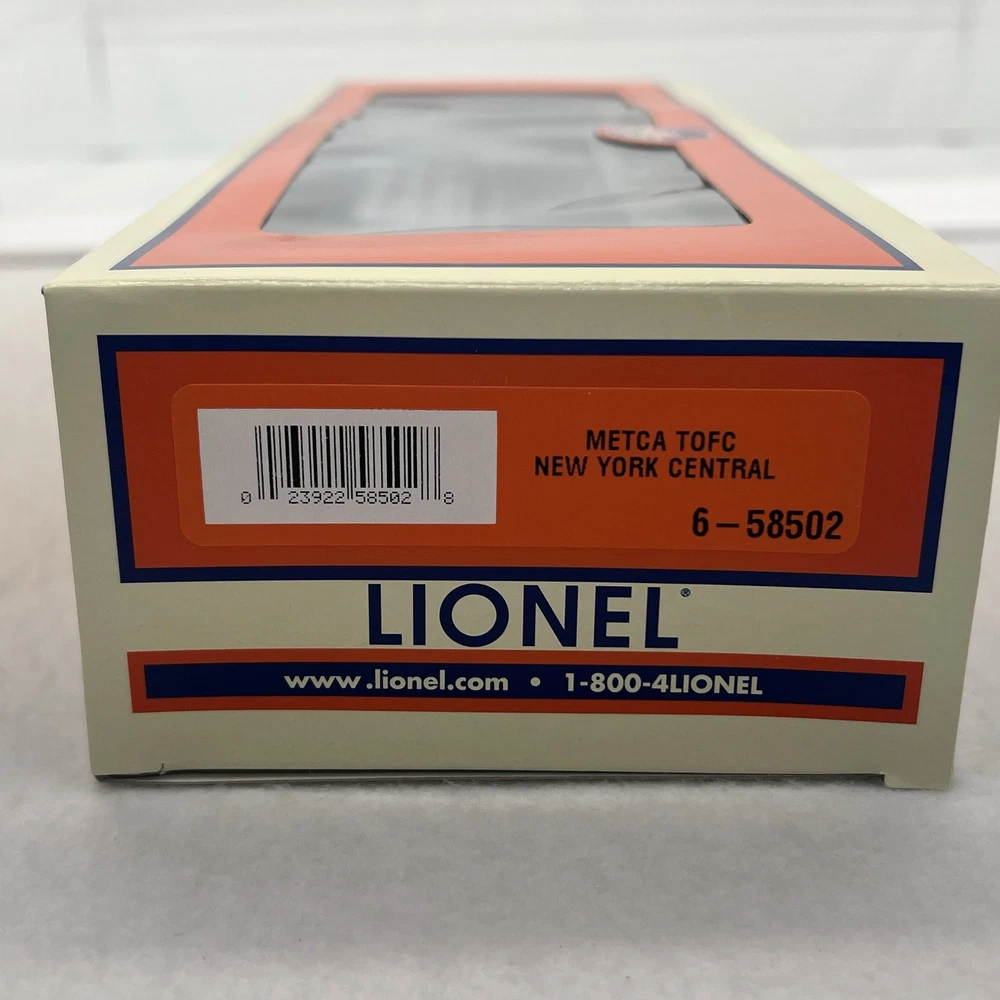 METCA TOFC
NEW YORK CENTRAL
6-58502
0 23922 58502 8
LIONEL®
www.lionel.com • 1-800-4LIONEL